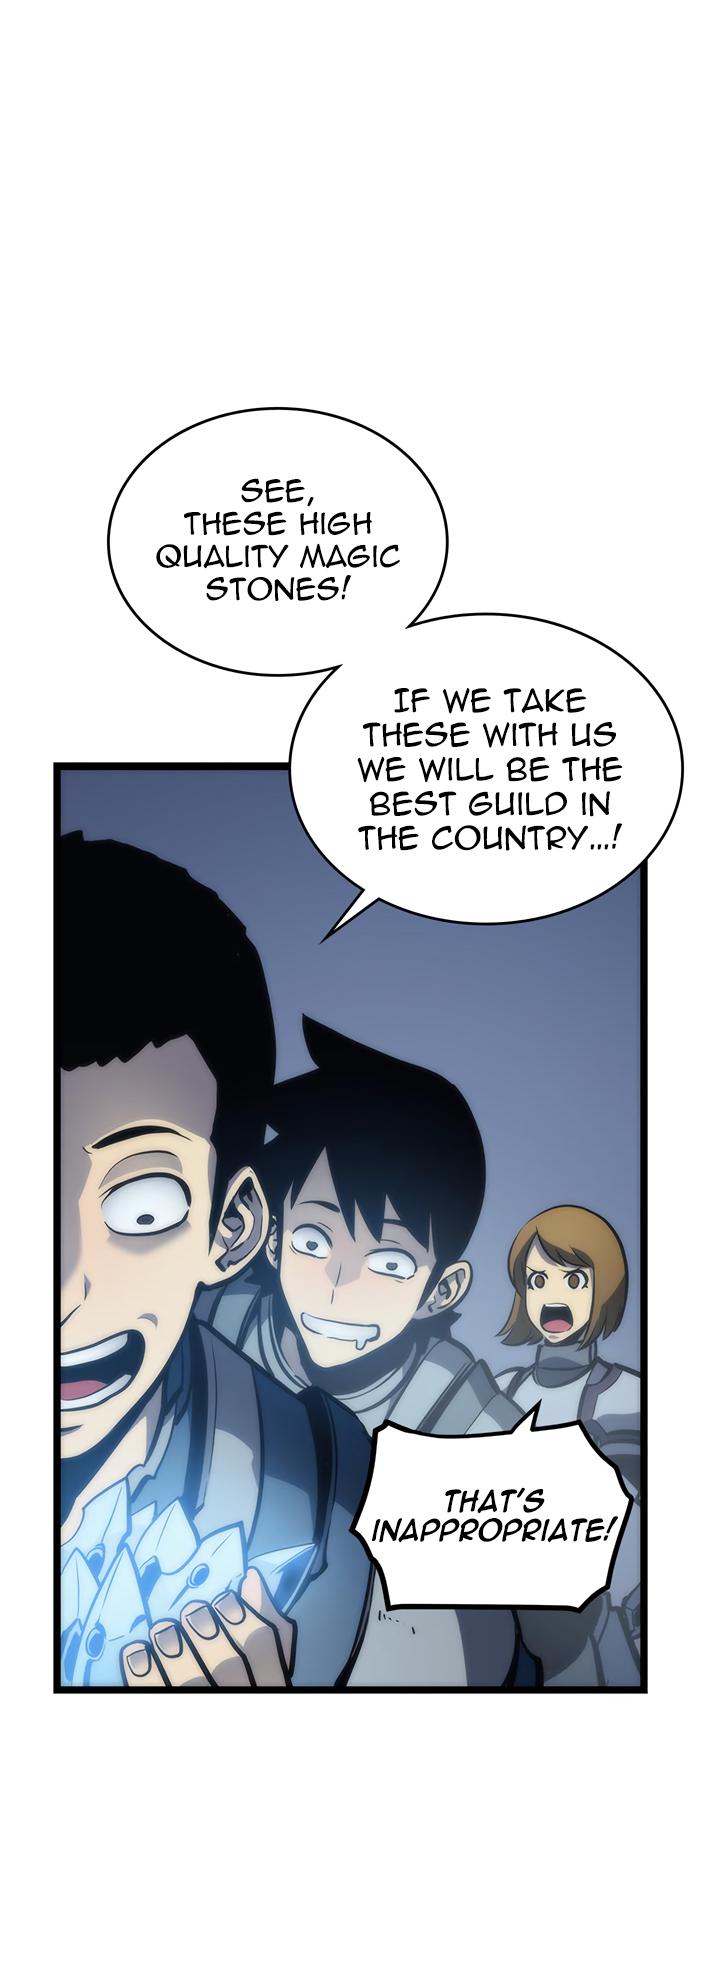 SEE,
THESE HIGH
QUALITY MAGIC
STONES!
IF WE TAKE
THESE WITH US
WE WILL BE THE
BEST GUILD IN
THE COUNTRY...!
THAT'S
INAPPROPRIATE!